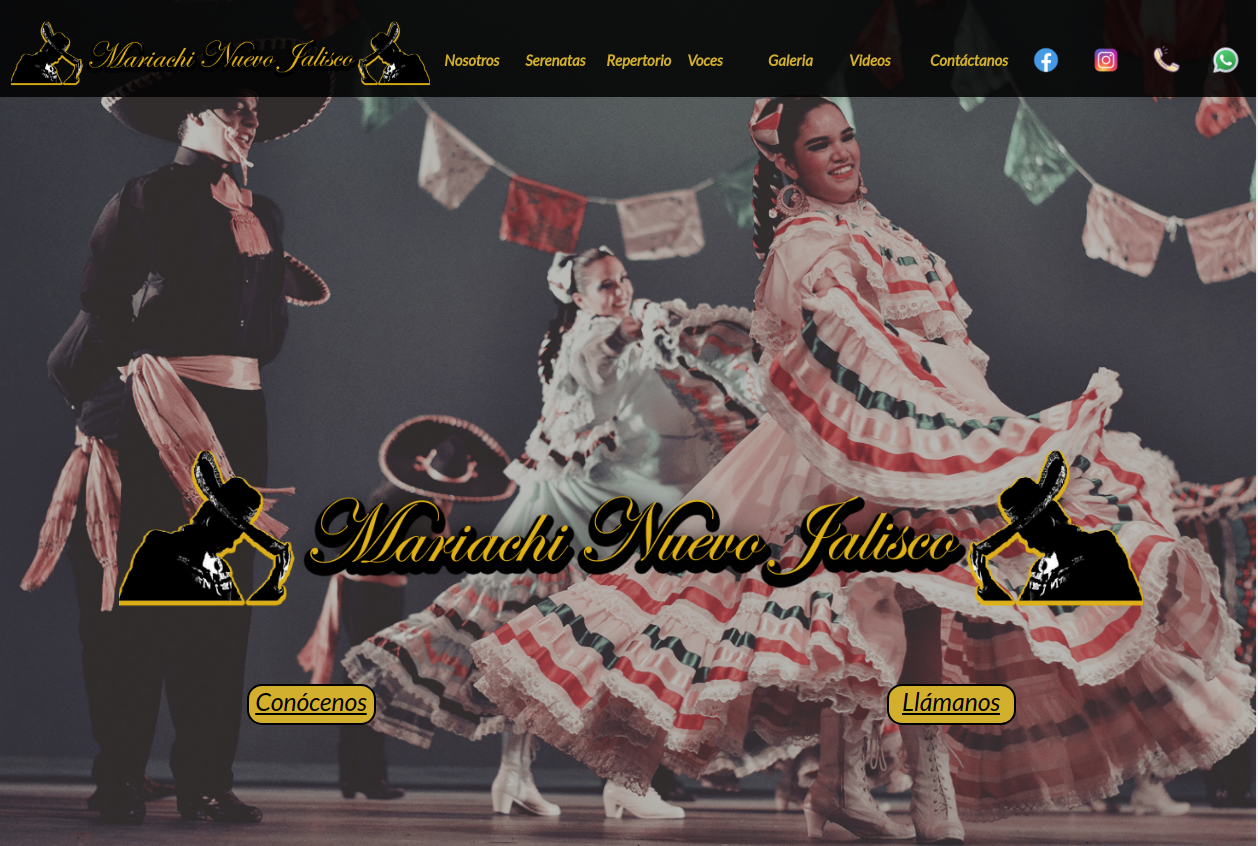 Mariachi Nuevo Jalisco
Nosotros Serenatas Repertorio Voces Galeria Videos Contáctanos
Mariachi Nuevo Jalisco
Conócenos Llámanos